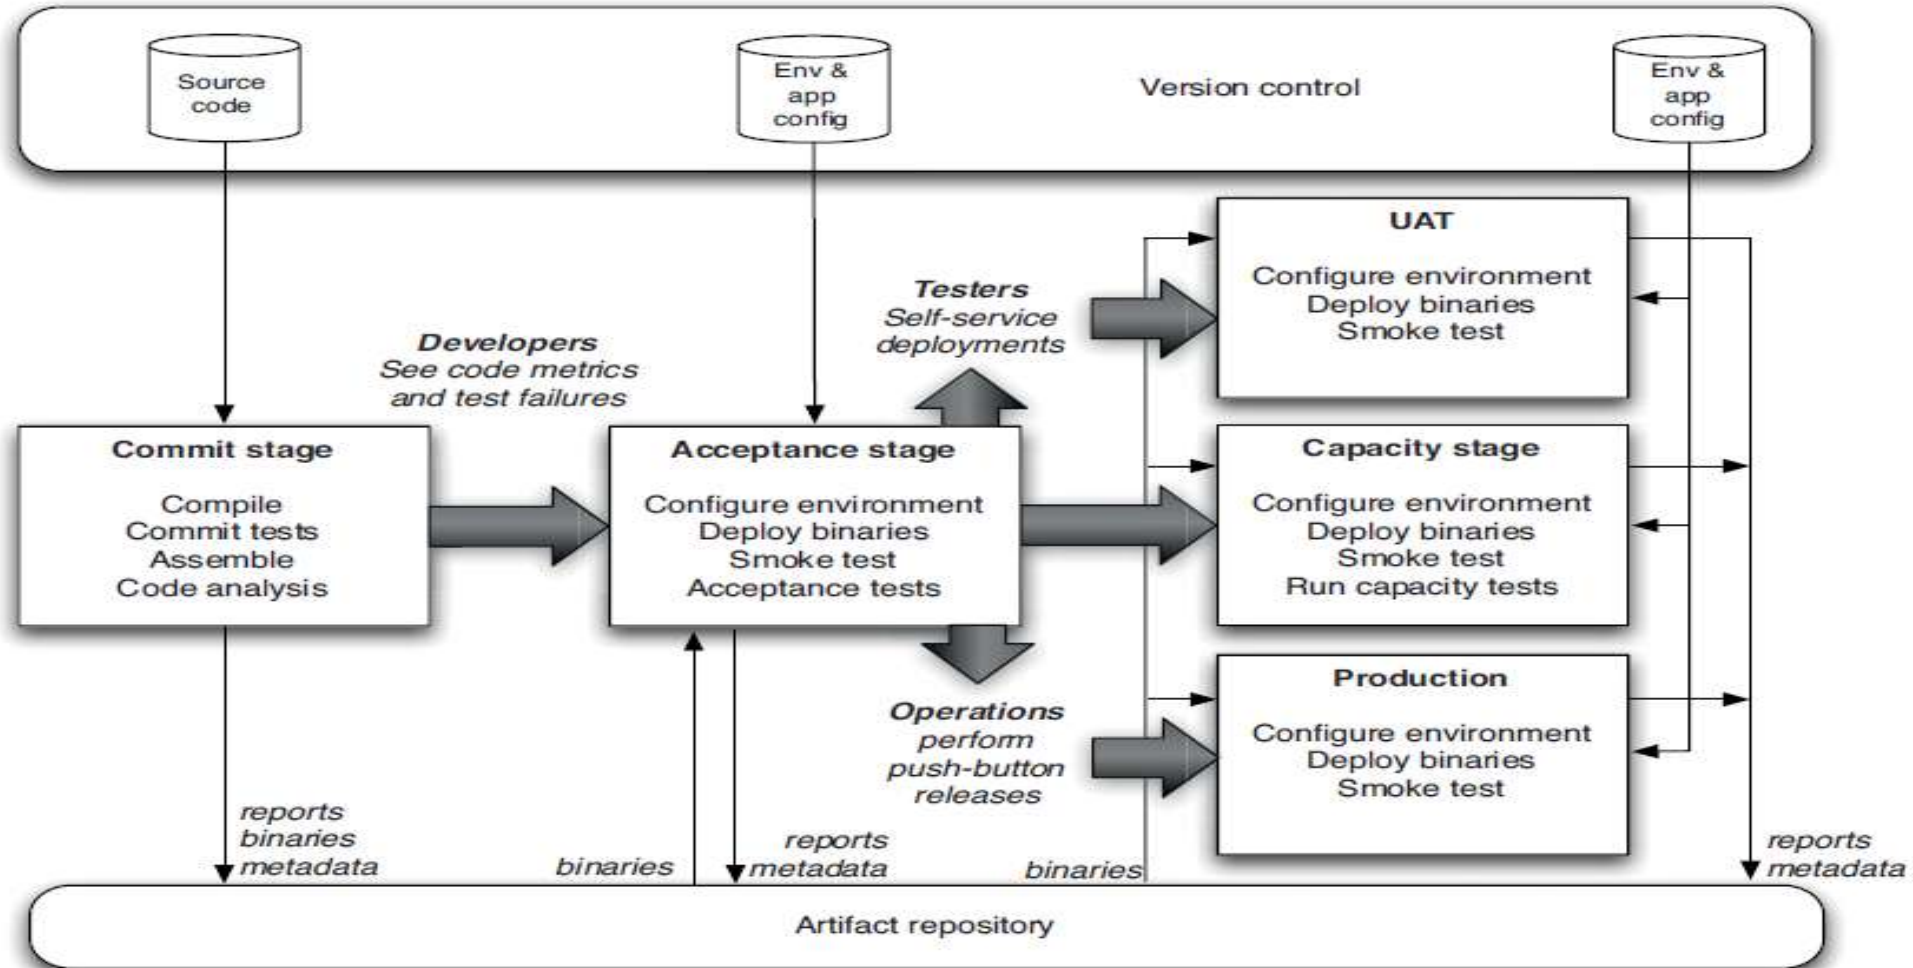 Source
code
Env &
app
config
Version control
Env &
app
config
Developers
See code metrics
and test failures
Testers
Self-service
deployments
UAT
Configure environment
Deploy binaries
Smoke test
Commit stage
Compile
Commit tests
Assemble
Code analysis
Acceptance stage
Configure environment
Deploy binaries
Smoke test
Acceptance tests
Capacity stage
Configure environment
Deploy binaries
Smoke test
Run capacity tests
Operations
perform
push-button
releases
Production
Configure environment
Deploy binaries
Smoke test
reports
binaries
metadata
binaries
reports
metadata
binaries
reports
metadata
Artifact repository